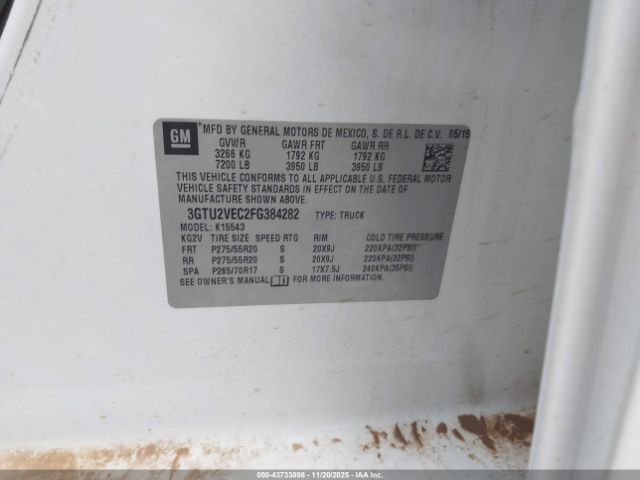 GM * MFD BY GENERAL MOTORS DE MEXICO, S. DE R.L. DE C.V. 05/15
GVWR GAWR FRT GAWR RR
3266 KG 1792 KG 1792 KG
7200 LB 3950 LB 3950 LB
THIS VEHICLE CONFORMS TO ALL APPLICABLE U.S. FEDERAL MOTOR
VEHICLE SAFETY STANDARDS IN EFFECT ON THE DATE OF
MANUFACTURE SHOWN ABOVE.
3GTU2VEC2FG384282 TYPE: TRUCK
MODEL: K15543
KG2V TIRE SIZE SPEED RTG RIM COLD TIRE PRESSURE
FRT P275/55R20 S 20X9J 220KPA(32PSI)
RR P275/55R20 S 20X9J 220KPA(32PSI)
SPA P265/70R17 S 17X7.5J 240KPA(35PSI)
SEE OWNER'S MANUAL FOR MORE INFORMATION.
000-43733898 - 11/20/2025 - IAA